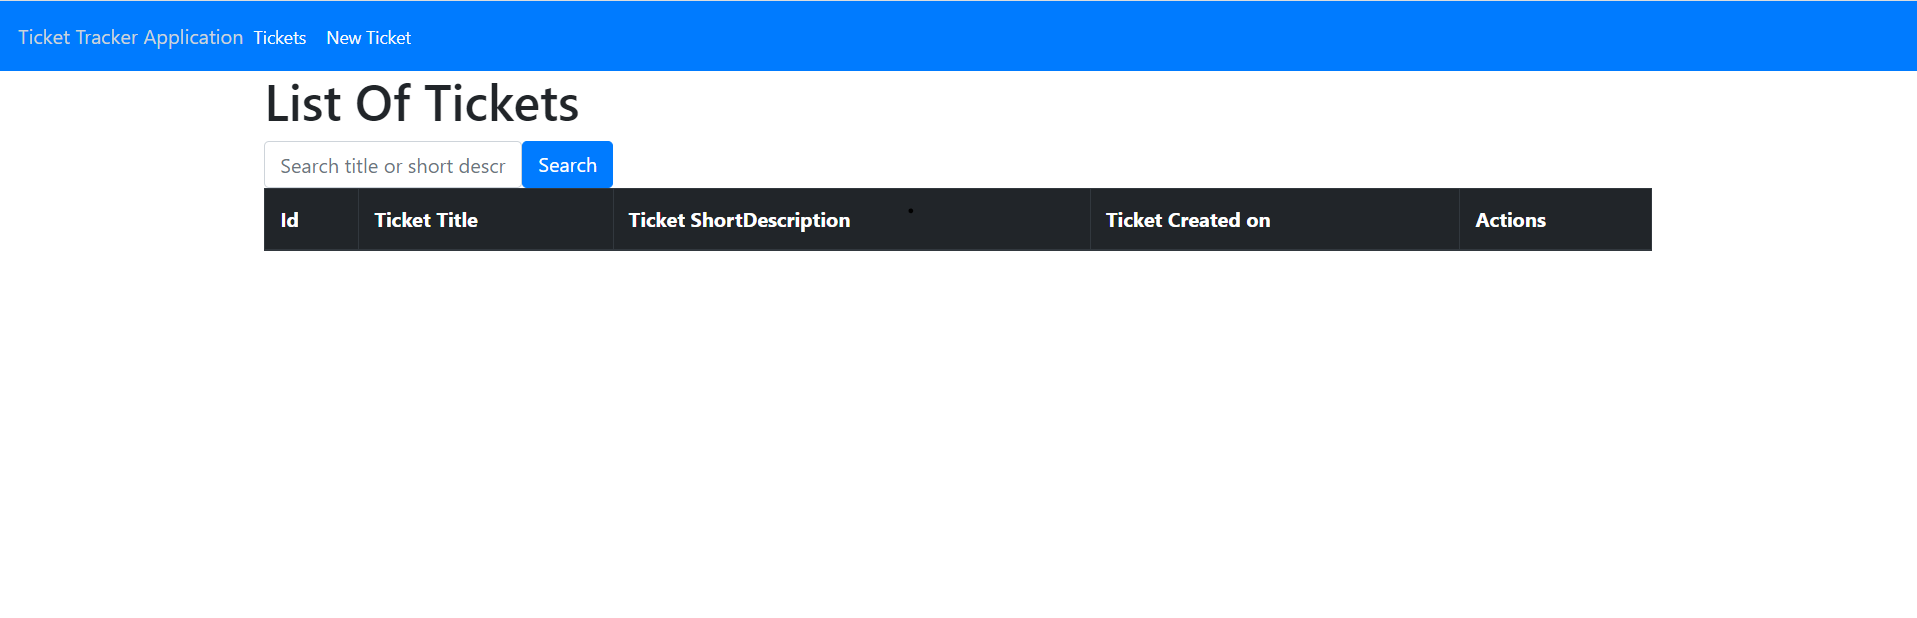 Ticket Tracker Application Tickets New Ticket
List Of Tickets
Search title or short descr Search
Id Ticket Title Ticket ShortDescription Ticket Created on Actions